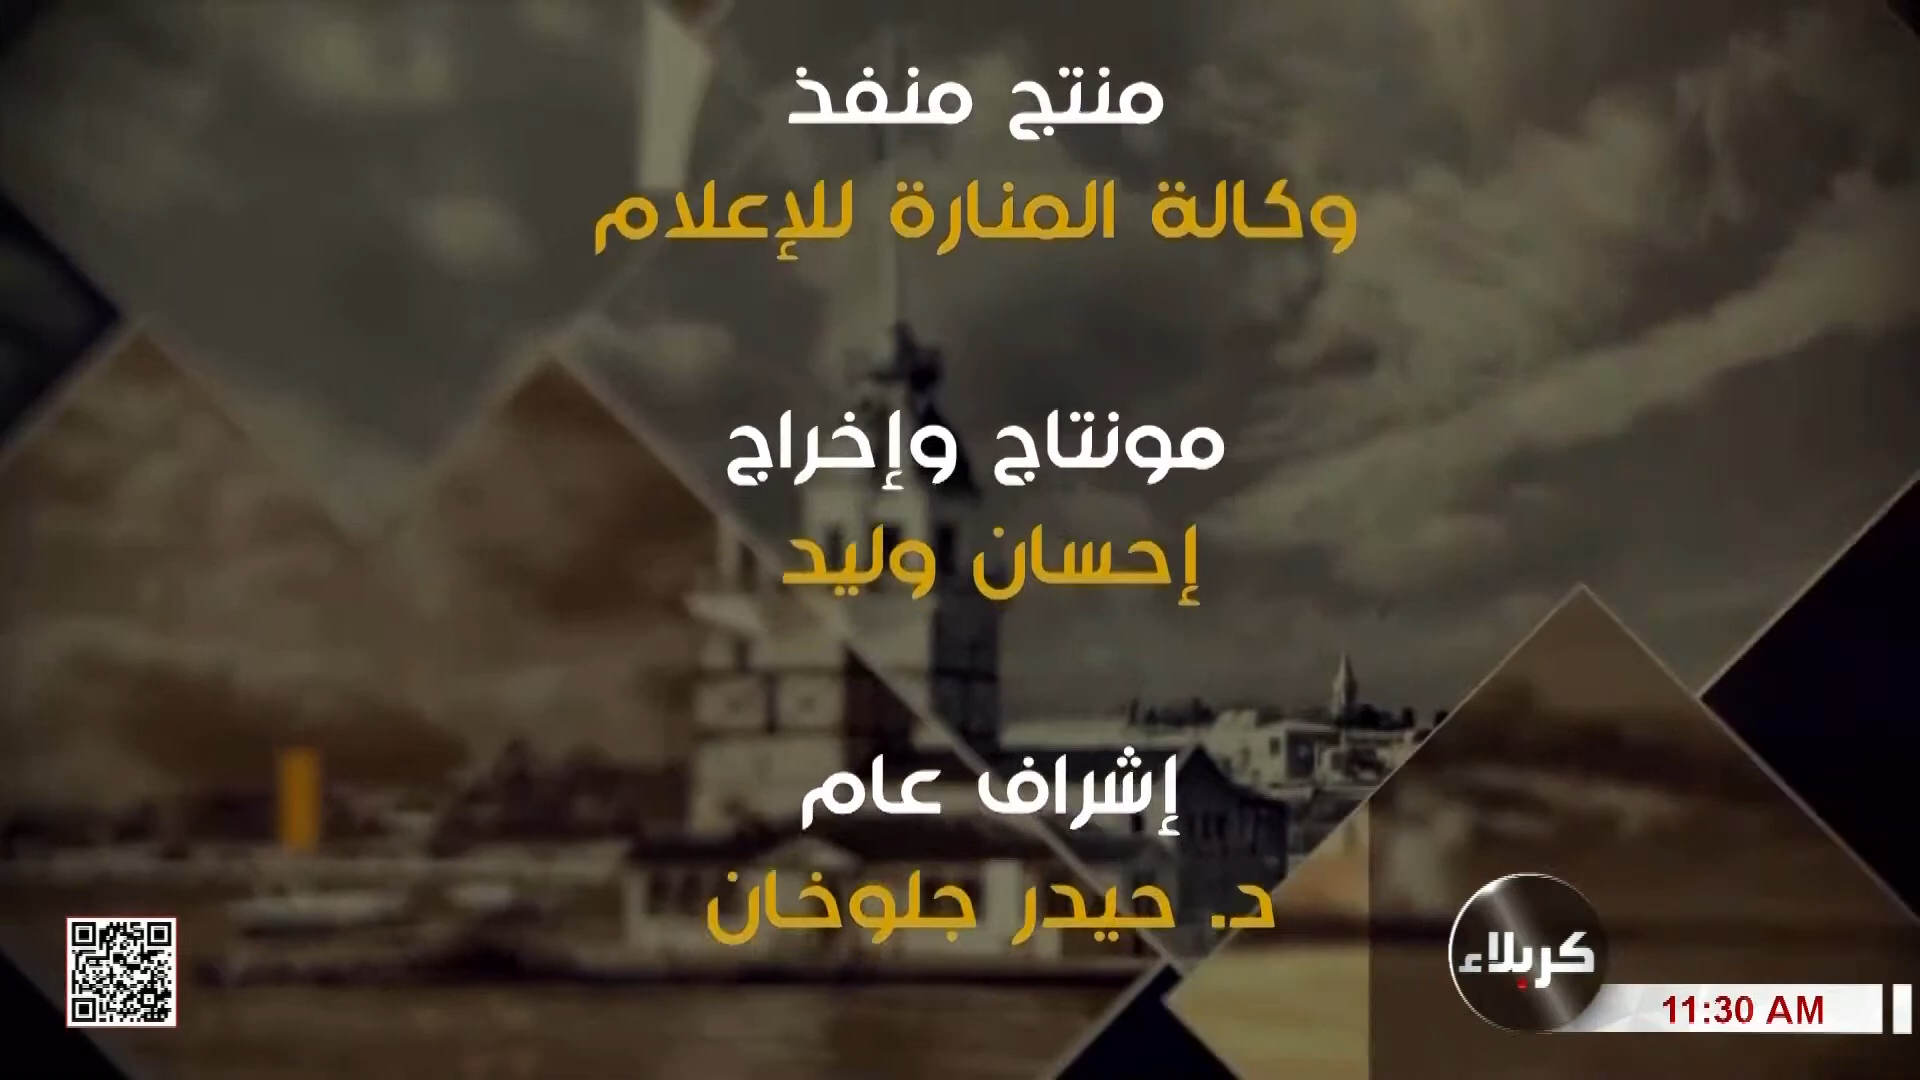 منتج منفذ
وكالة المنارة للإعلام
مونتاج وإخراج
إحسان وليد
إشراف عام
د. حيدر جلوخان
كربلاء
11:30 AM